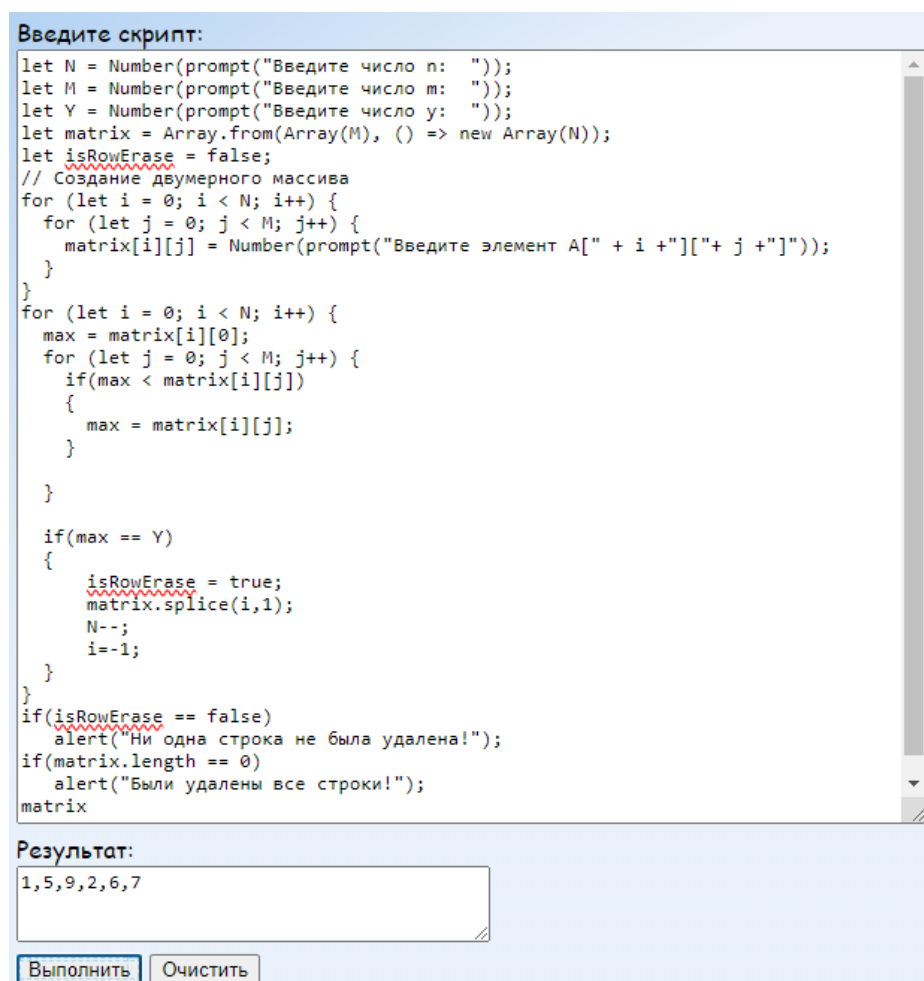 Введите скрипт:
let N = Number(prompt("Введите число n:  "));
let M = Number(prompt("Введите число m:  "));
let Y = Number(prompt("Введите число y:  "));
let matrix = Array.from(Array(M), () => new Array(N));
let isRowErase = false;
// Создание двумерного массива
for (let i = 0; i < N; i++) {
  for (let j = 0; j < M; j++) {
    matrix[i][j] = Number(prompt("Введите элемент A[" + i +"]["+ j +"]"));
  }
}
for (let i = 0; i < N; i++) {
  max = matrix[i][0];
  for (let j = 0; j < M; j++) {
    if(max < matrix[i][j])
    {
      max = matrix[i][j];
    }
  }
  if(max == Y)
  {
      isRowErase = true;
      matrix.splice(i,1);
      N--;
      i=-1;
  }
}
if(isRowErase == false)
   alert("Ни одна строка не была удалена!");
if(matrix.length == 0)
   alert("Были удалены все строки!");
matrix
Результат:
1,5,9,2,6,7
Выполнить Очистить